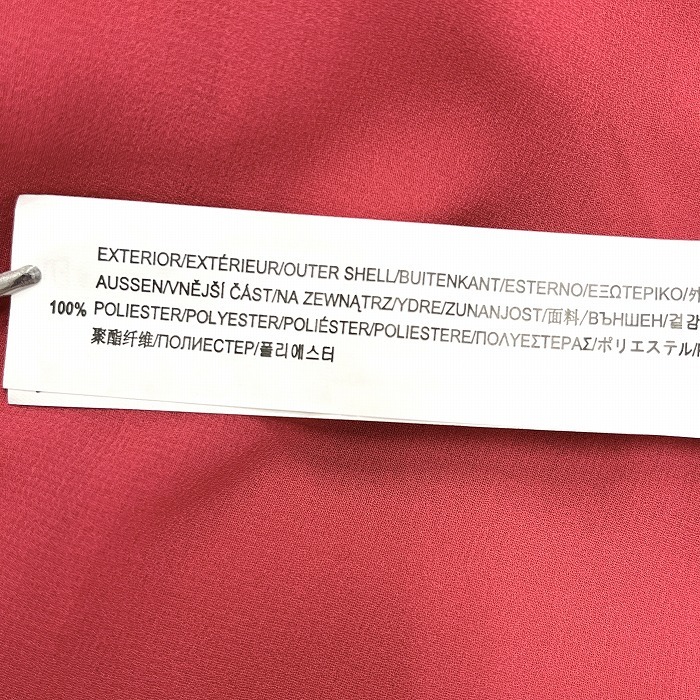 EXTERIOR/EXTÉRIEUR/OUTER SHELL/BUITENKANT/ESTERNO/ΕΞΩΤΕΡΙΚΟ/
AUSSEN/VNĚJŠÍ ČÁST/NA ZEWNĄTRZ/YDRE/ZUNANJOST/面料/ВЪНШЕН/겉감
100% POLIESTER/POLYESTER/POLIÉSTER/POLIESTERE/ΠΟΛΥΕΣΤΕΡΑΣ/ポリエステル/
聚酯纤维/ПОЛИЕСТЕР/폴리에스터